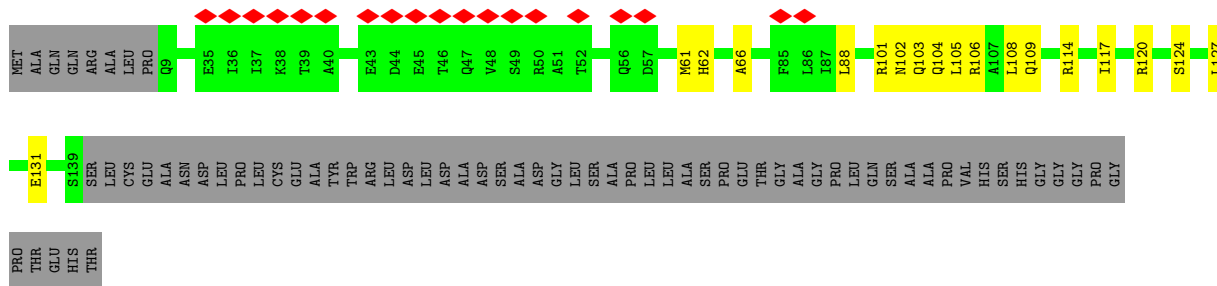 MET ALA GLN GLN ARG ALA LEU PRO Q9 E35 I36 I37 K38 T39 A40 E43 D44 E45 T46 Q47 V48 S49 R50 A51 T52 Q56 D57 M61 H62 A66 F85 L86 I87 L88 R101 N102 Q103 Q104 L105 R106 A107 L108 Q109 R114 I117 R120 S124 L127
E131 S139 SER LEU CYS GLU ALA ASN ASP LEU PRO LEU CYS GLU ALA TYR TRP ARG LEU ASP LEU ASP ALA ASP SER ALA ASP GLY LEU SER ALA PRO LEU LEU ALA SER PRO GLU THR GLY ALA GLY PRO LEU GLN SER ALA ALA PRO VAL HIS SER HIS GLY GLY GLY PRO GLY
PRO THR GLU HIS THR